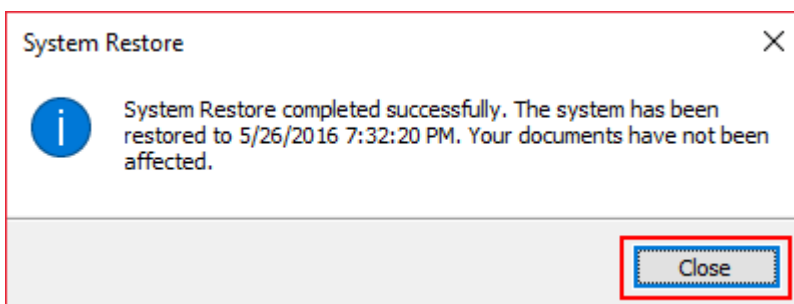 System Restore
System Restore completed successfully. The system has been
restored to 5/26/2016 7:32:20 PM. Your documents have not been
affected.
Close